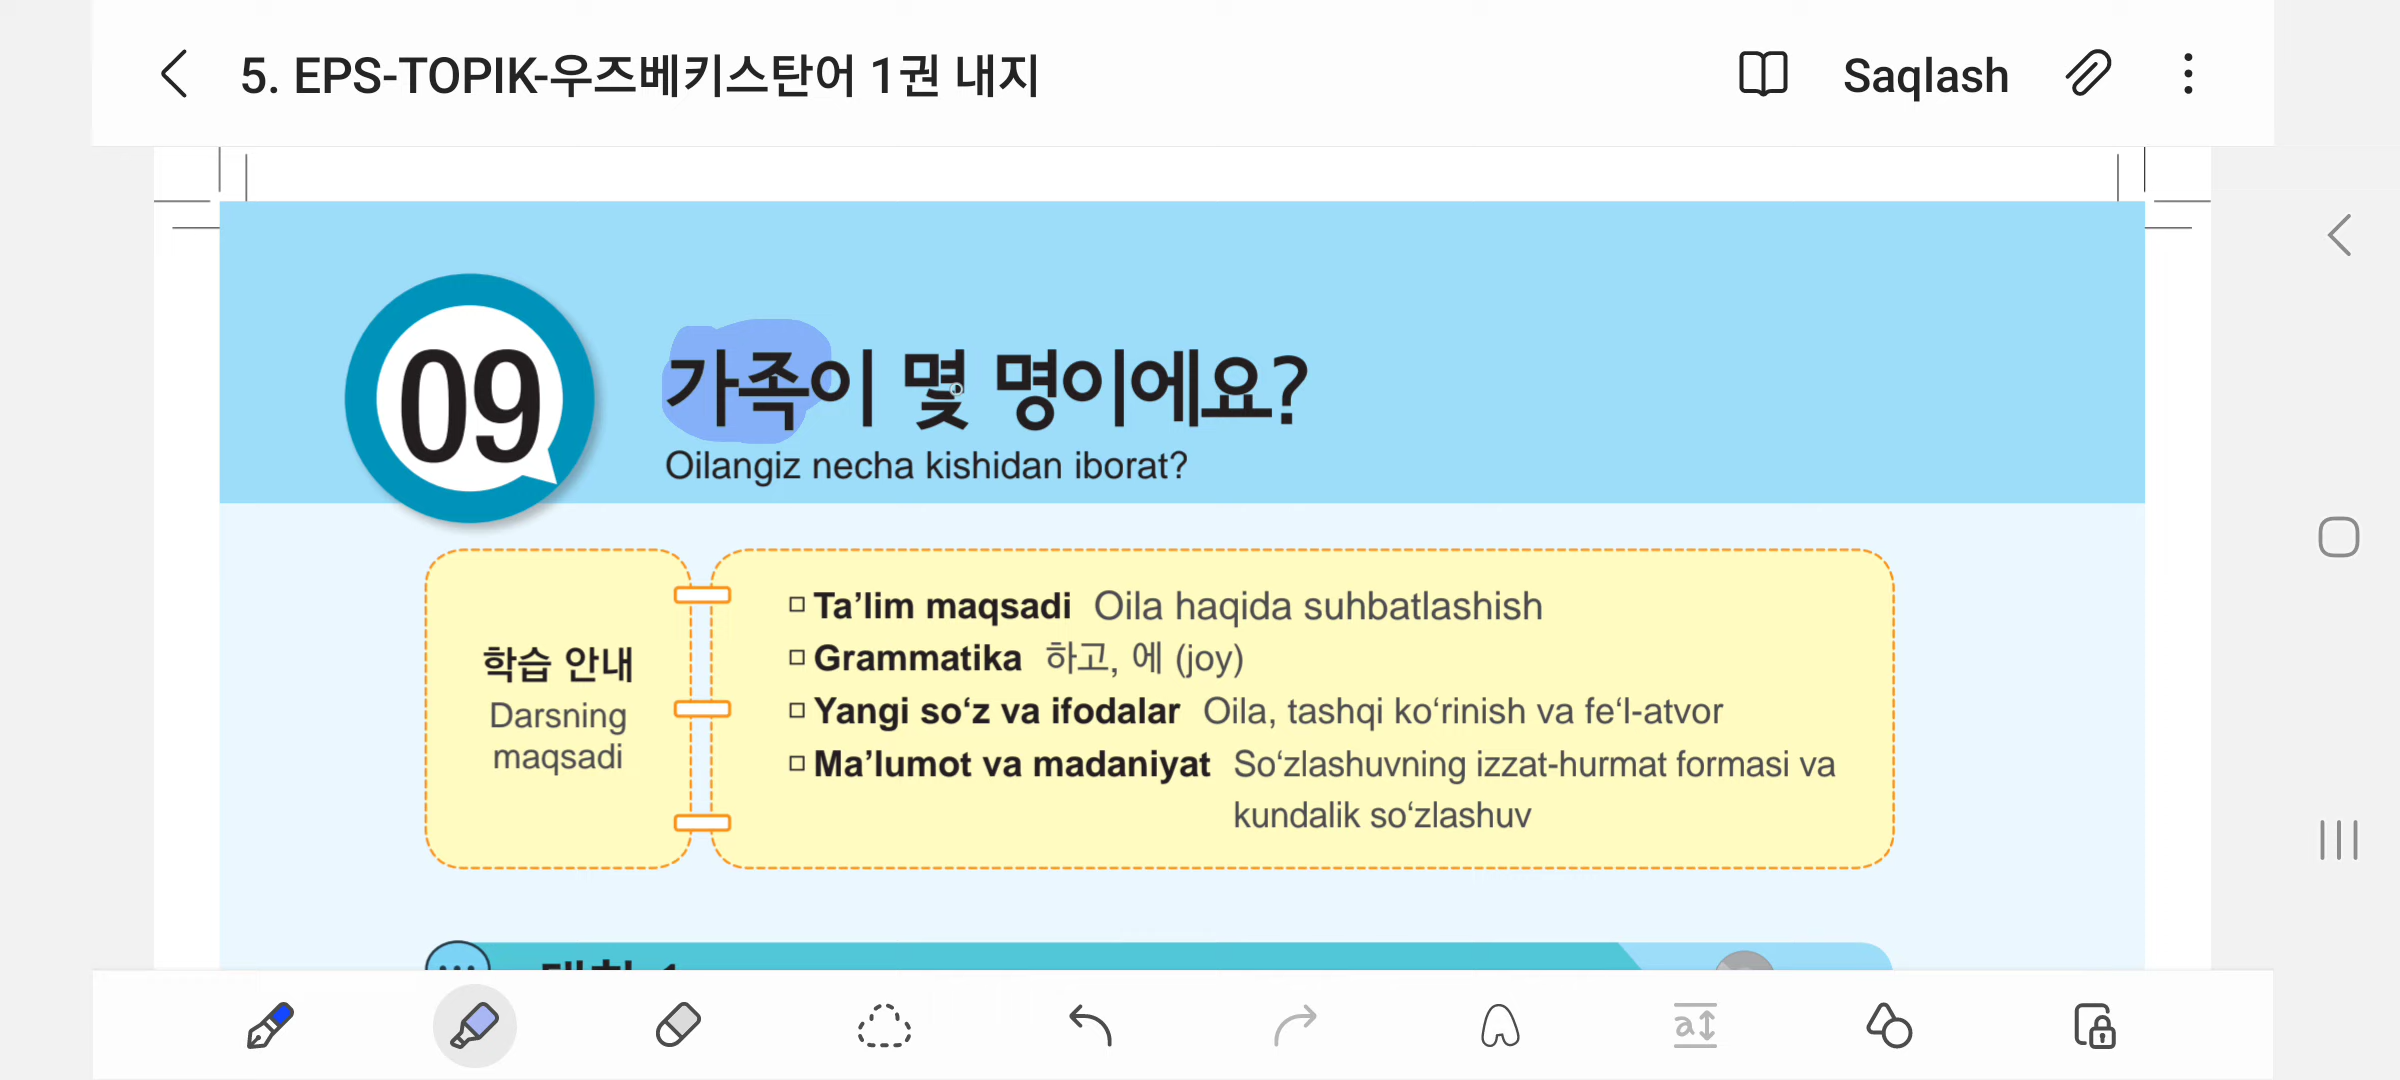 5. EPS-TOPIK-우즈베키스탄어 1권 내지
Saqlash
09
가족이 몇 명이에요?
Oilangiz necha kishidan iborat?
학습 안내
Darsning
maqsadi
Ta’lim maqsadi Oila haqida suhbatlashish
Grammatika 하고, 에 (joy)
Yangi so‘z va ifodalar Oila, tashqi ko‘rinish va fe‘l-atvor
Ma’lumot va madaniyat So‘zlashuvning izzat-hurmat formasi va
kundalik so‘zlashuv